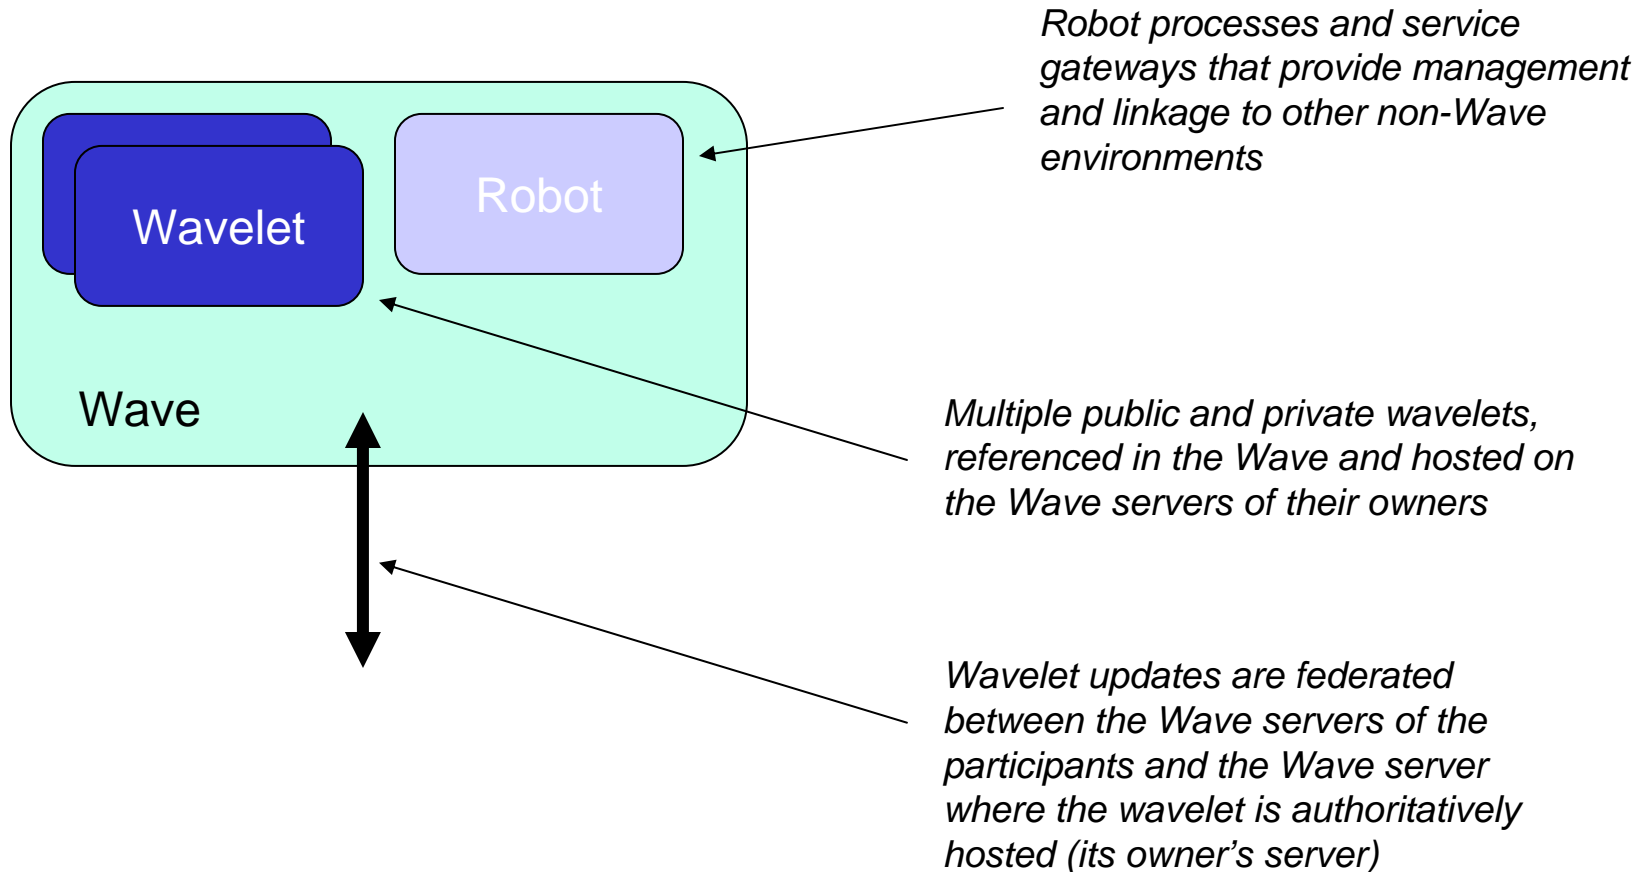 Robot processes and service
gateways that provide management
and linkage to other non-Wave
environments
Robot
Wavelet
Wave
Multiple public and private wavelets,
referenced in the Wave and hosted on
the Wave servers of their owners
Wavelet updates are federated
between the Wave servers of the
participants and the Wave server
where the wavelet is authoritatively
hosted (its owner’s server)